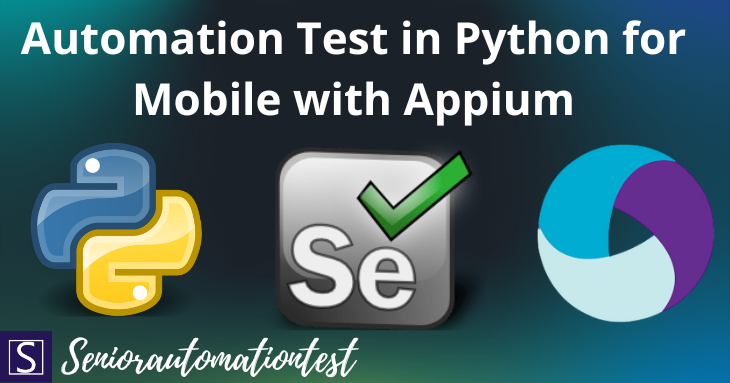 Automation Test in Python for
Mobile with Appium
Se
S Seniorautomationtest